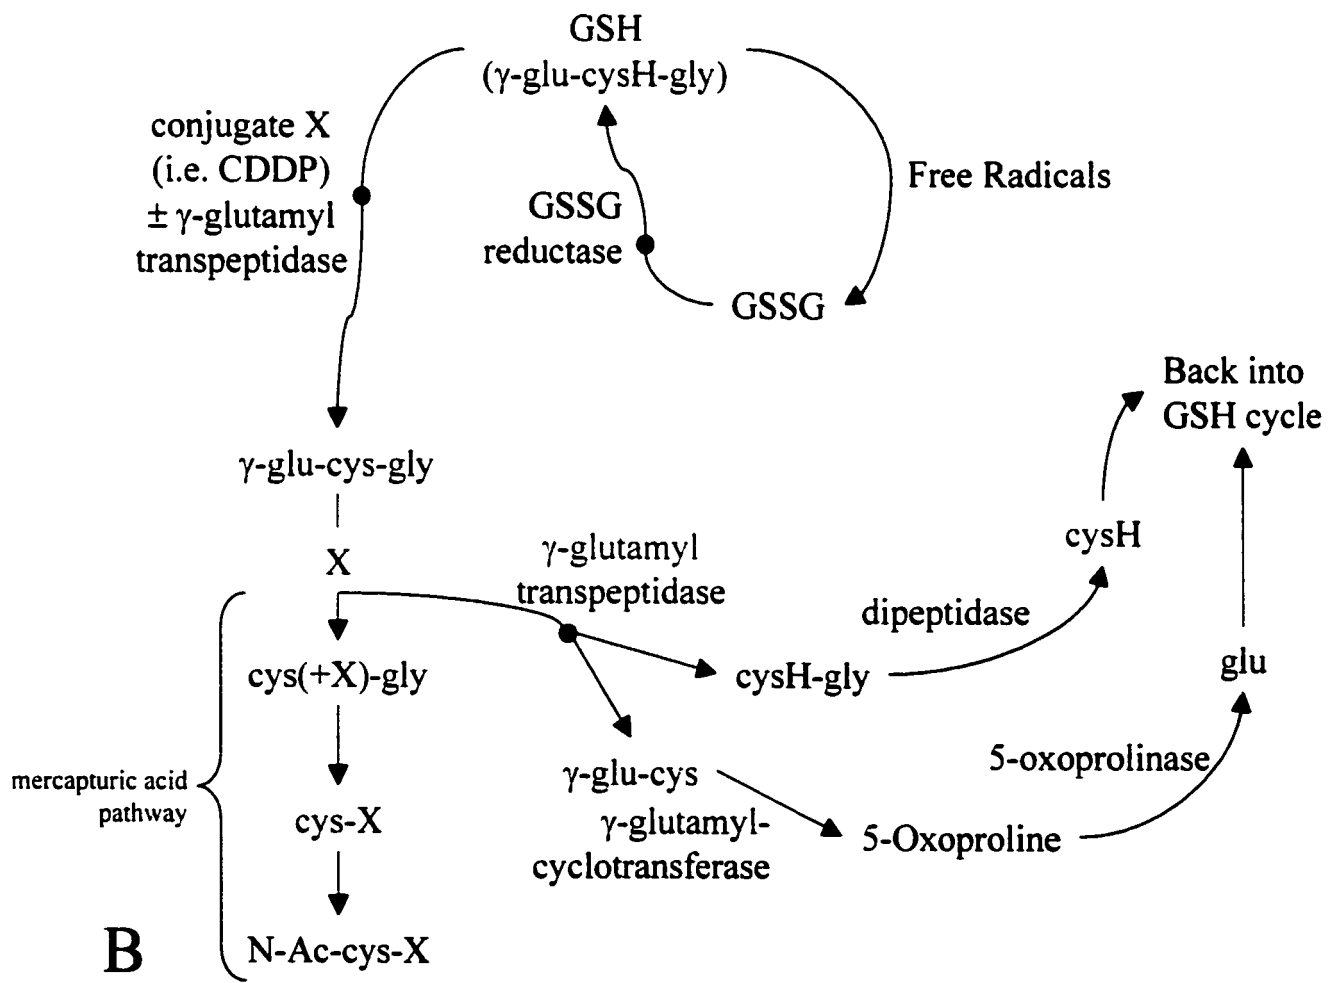 GSH
(γ-glu-cysH-gly)
conjugate X
(i.e. CDDP)
± γ-glutamyl
transpeptidase
GSSG
reductase
Free Radicals
GSSG
Back into
GSH cycle
γ-glu-cys-gly
X
γ-glutamyl
transpeptidase
cysH
dipeptidase
cys(+X)-gly
cysH-gly
glu
mercapturic acid
pathway
γ-glu-cys
5-oxoprolinase
cys-X
γ-glutamyl-
cyclotransferase
5-Oxoproline
B
N-Ac-cys-X